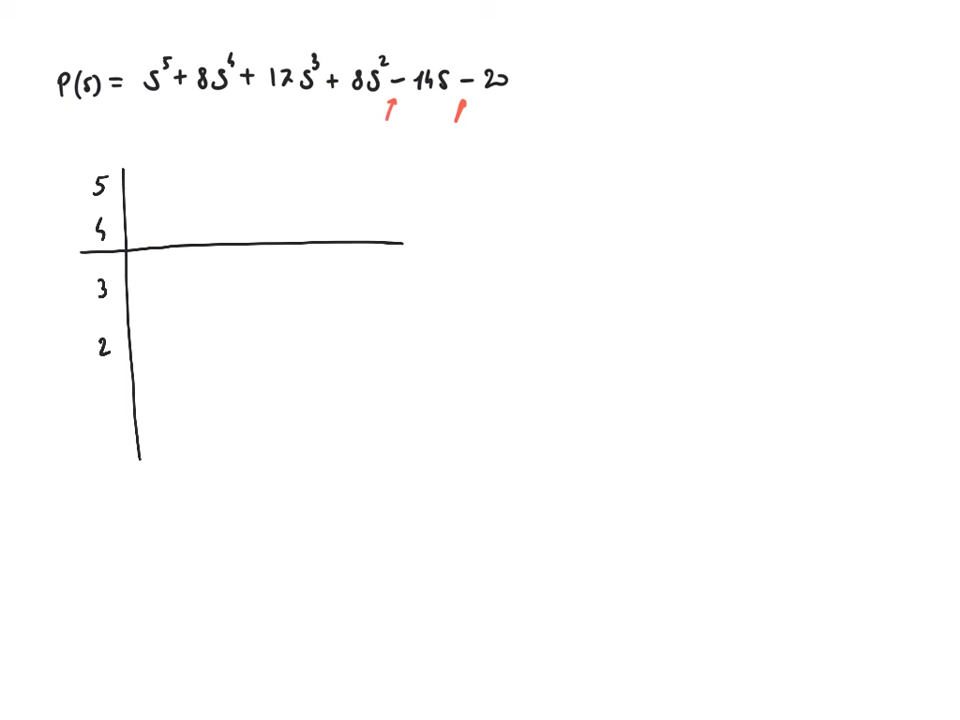 P(s) = s⁵ + 8s⁴ + 17s³ + 8s² − 14s − 20
5
4
3
2